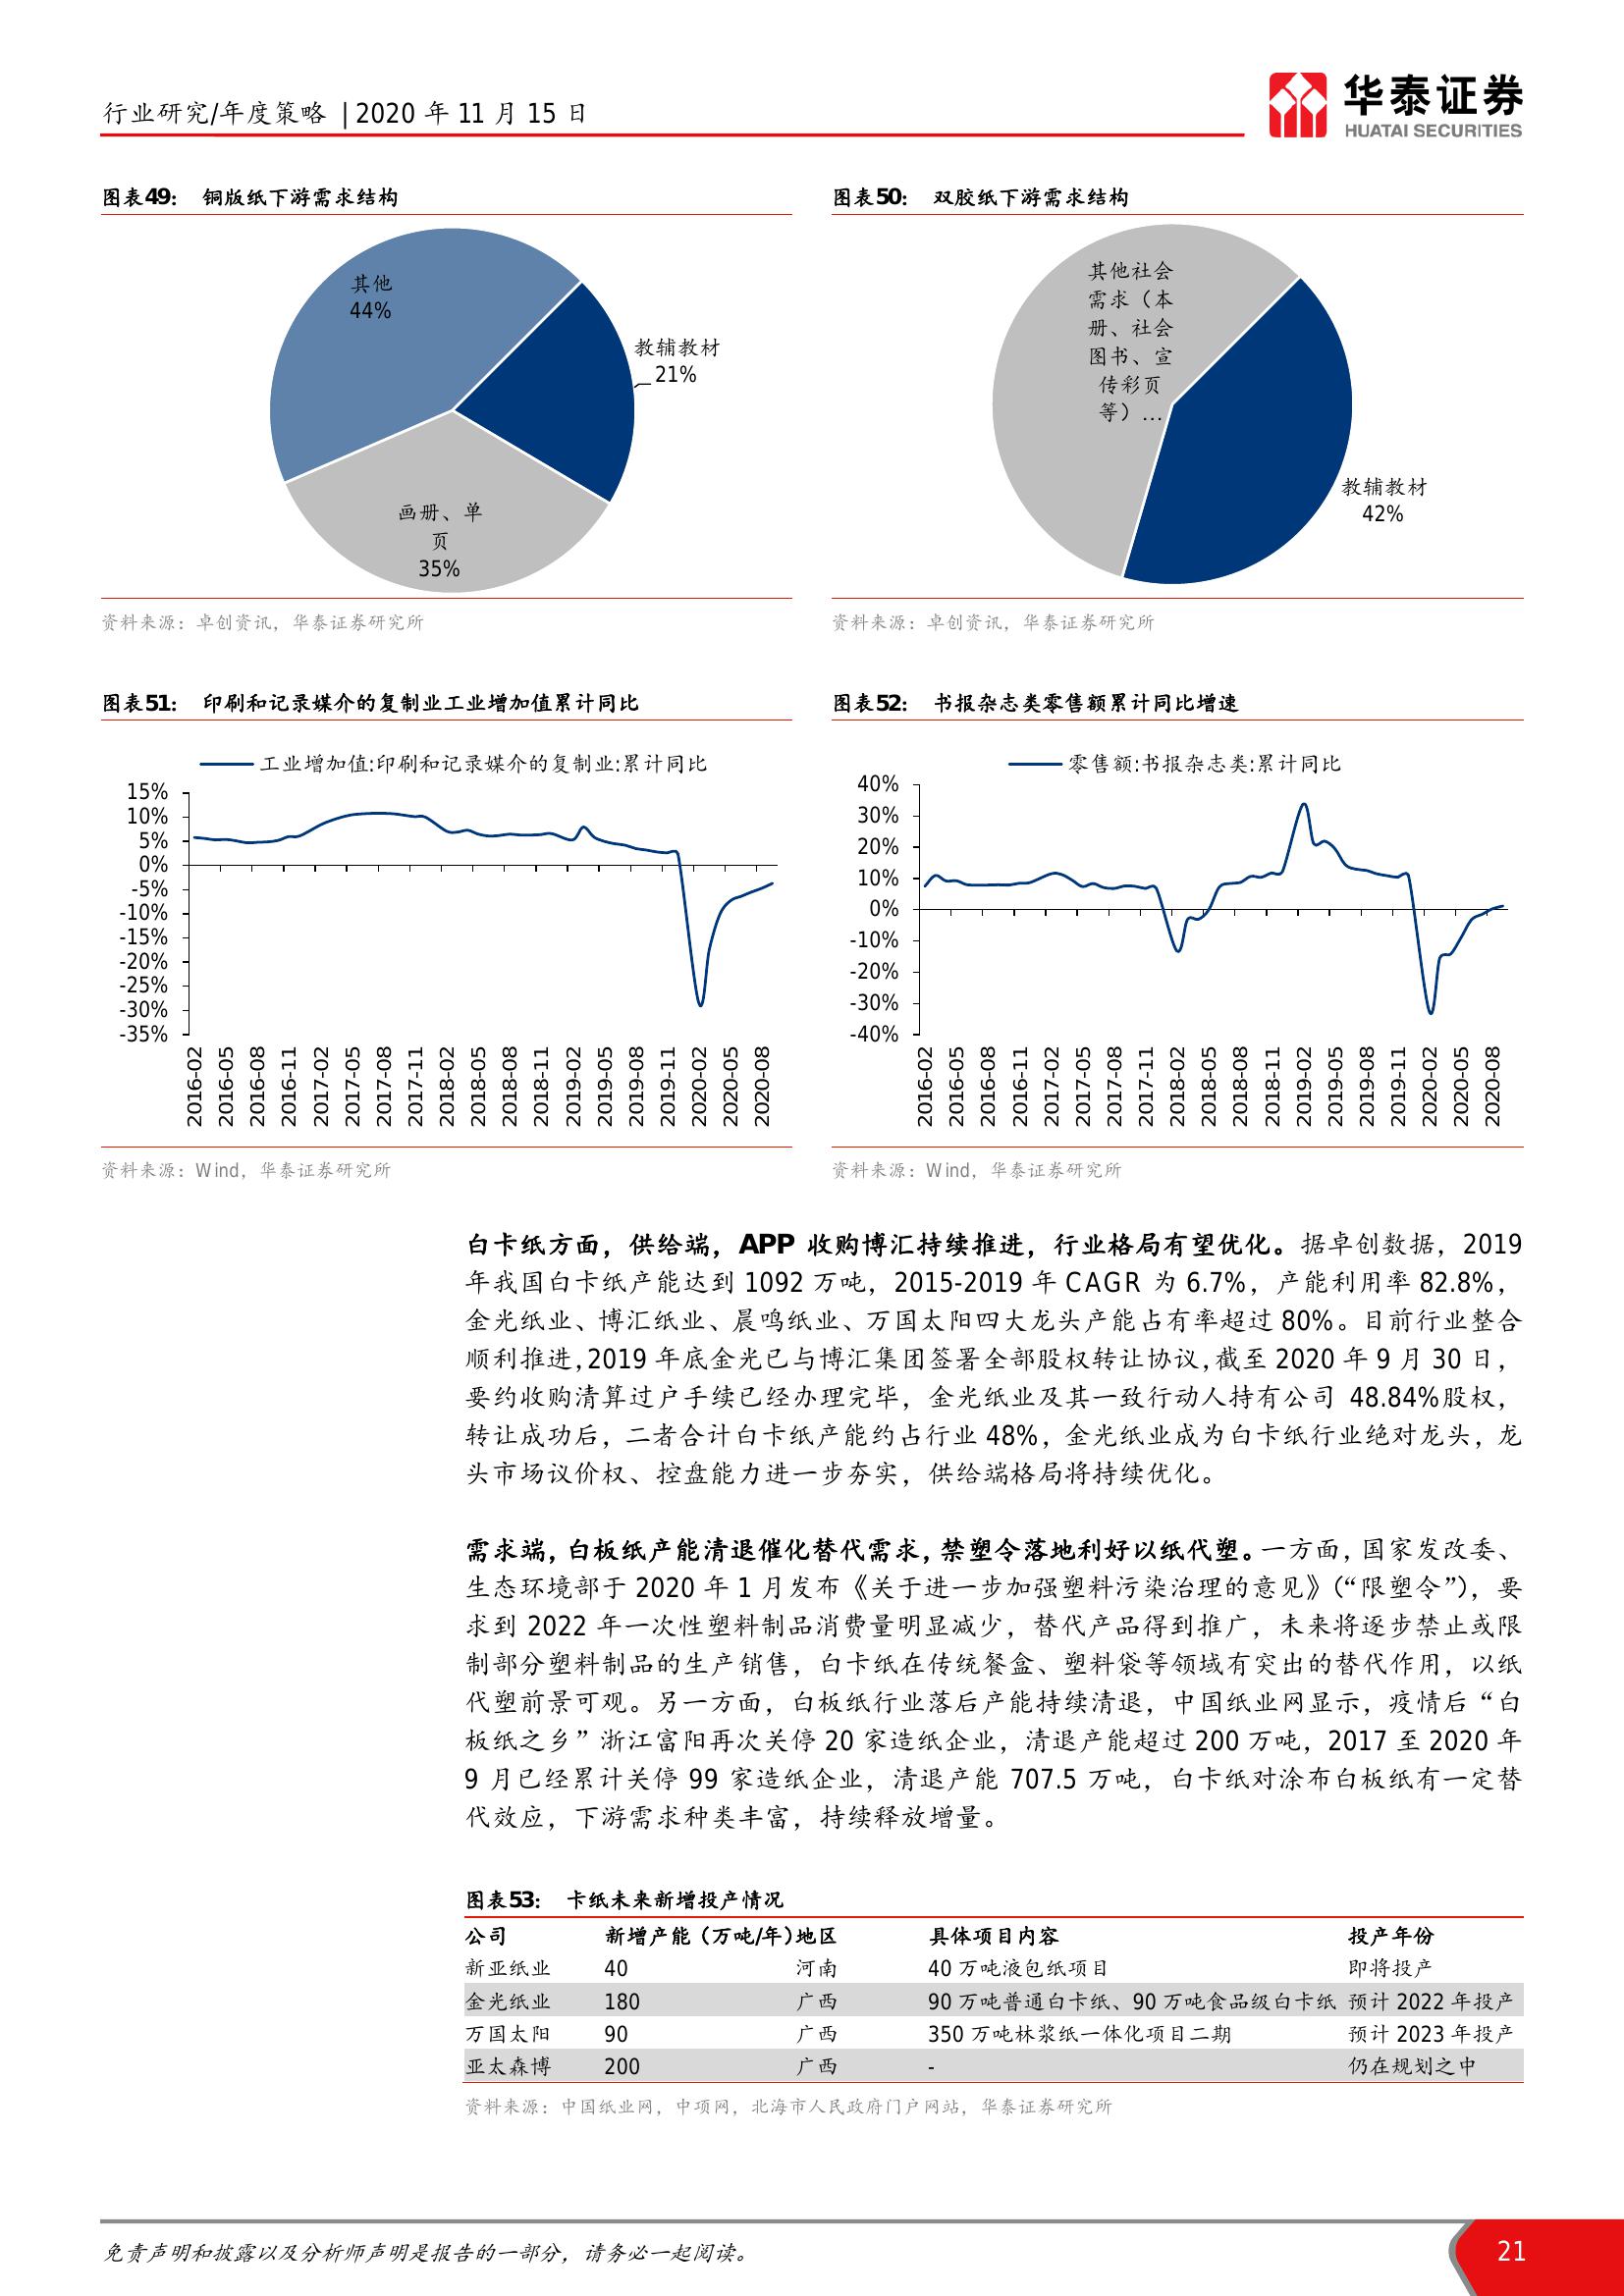 行业研究/年度策略 | 2020 年 11 月 15 日
华泰证券
HUATAI SECURITIES
图表49： 铜版纸下游需求结构
其他
44%
教辅教材
21%
画册、单
页
35%
资料来源：卓创资讯，华泰证券研究所
图表50： 双胶纸下游需求结构
其他社会
需求（本
册、社会
图书、宣
传彩页
等）…
教辅教材
42%
资料来源：卓创资讯，华泰证券研究所
图表51： 印刷和记录媒介的复制业工业增加值累计同比
工业增加值:印刷和记录媒介的复制业:累计同比
15%
10%
5%
0%
-5%
-10%
-15%
-20%
-25%
-30%
-35%
2016-02
2016-05
2016-08
2016-11
2017-02
2017-05
2017-08
2017-11
2018-02
2018-05
2018-08
2018-11
2019-02
2019-05
2019-08
2019-11
2020-02
2020-05
2020-08
资料来源：Wind，华泰证券研究所
图表52： 书报杂志类零售额累计同比增速
零售额:书报杂志类:累计同比
40%
30%
20%
10%
0%
-10%
-20%
-30%
-40%
2016-02
2016-05
2016-08
2016-11
2017-02
2017-05
2017-08
2017-11
2018-02
2018-05
2018-08
2018-11
2019-02
2019-05
2019-08
2019-11
2020-02
2020-05
2020-08
资料来源：Wind，华泰证券研究所
白卡纸方面，供给端，APP 收购博汇持续推进，行业格局有望优化。据卓创数据，2019
年我国白卡纸产能达到 1092 万吨，2015-2019 年 CAGR 为 6.7%，产能利用率 82.8%，
金光纸业、博汇纸业、晨鸣纸业、万国太阳四大龙头产能占有率超过 80%。目前行业整合
顺利推进，2019 年底金光已与博汇集团签署全部股权转让协议，截至 2020 年 9 月 30 日，
要约收购清算过户手续已经办理完毕，金光纸业及其一致行动人持有公司 48.84%股权，
转让成功后，二者合计白卡纸产能约占行业 48%，金光纸业成为白卡纸行业绝对龙头，龙
头市场议价权、控盘能力进一步夯实，供给端格局将持续优化。
需求端，白板纸产能清退催化替代需求，禁塑令落地利好以纸代塑。一方面，国家发改委、
生态环境部于 2020 年 1 月发布《关于进一步加强塑料污染治理的意见》（“限塑令”），要
求到 2022 年一次性塑料制品消费量明显减少，替代产品得到推广，未来将逐步禁止或限
制部分塑料制品的生产销售，白卡纸在传统餐盒、塑料袋等领域有突出的替代作用，以纸
代塑前景可观。另一方面，白板纸行业落后产能持续清退，中国纸业网显示，疫情后“白
板纸之乡”浙江富阳再次关停 20 家造纸企业，清退产能超过 200 万吨，2017 至 2020 年
9 月已经累计关停 99 家造纸企业，清退产能 707.5 万吨，白卡纸对涂布白板纸有一定替
代效应，下游需求种类丰富，持续释放增量。
图表53： 卡纸未来新增投产情况
公司 新增产能（万吨/年）地区 具体项目内容 投产年份
新亚纸业 40 河南 40 万吨液包纸项目 即将投产
金光纸业 180 广西 90 万吨普通白卡纸、90 万吨食品级白卡纸 预计 2022 年投产
万国太阳 90 广西 350 万吨林浆纸一体化项目二期 预计 2023 年投产
亚太森博 200 广西 - 仍在规划之中
资料来源：中国纸业网，中项网，北海市人民政府门户网站，华泰证券研究所
免责声明和披露以及分析师声明是报告的一部分，请务必一起阅读。
21